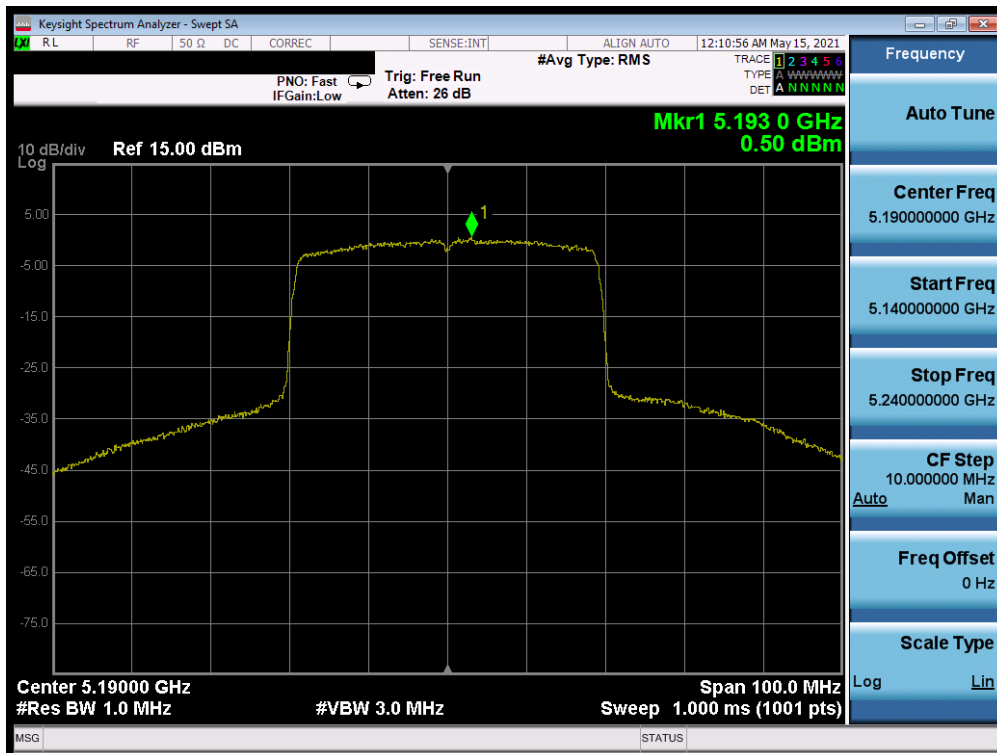 Keysight Spectrum Analyzer - Swept SA
LXI RL RF 50 Ω DC CORREC SENSE:INT ALIGN AUTO 12:10:56 AM May 15, 2021
#Avg Type: RMS TRACE 1 2 3 4 5 6
PNO: Fast Trig: Free Run TYPE A WWWWW
IFGain:Low Atten: 26 dB DET A N N N N N
Mkr1 5.193 0 GHz
0.50 dBm
10 dB/div Ref 15.00 dBm
Log
1
5.00
-5.00
-15.0
-25.0
-35.0
-45.0
-55.0
-65.0
-75.0
Center 5.19000 GHz Span 100.0 MHz
#Res BW 1.0 MHz #VBW 3.0 MHz Sweep 1.000 ms (1001 pts)
MSG STATUS
Frequency
Auto Tune
Center Freq
5.190000000 GHz
Start Freq
5.140000000 GHz
Stop Freq
5.240000000 GHz
CF Step
10.000000 MHz
Auto Man
Freq Offset
0 Hz
Scale Type
Log Lin